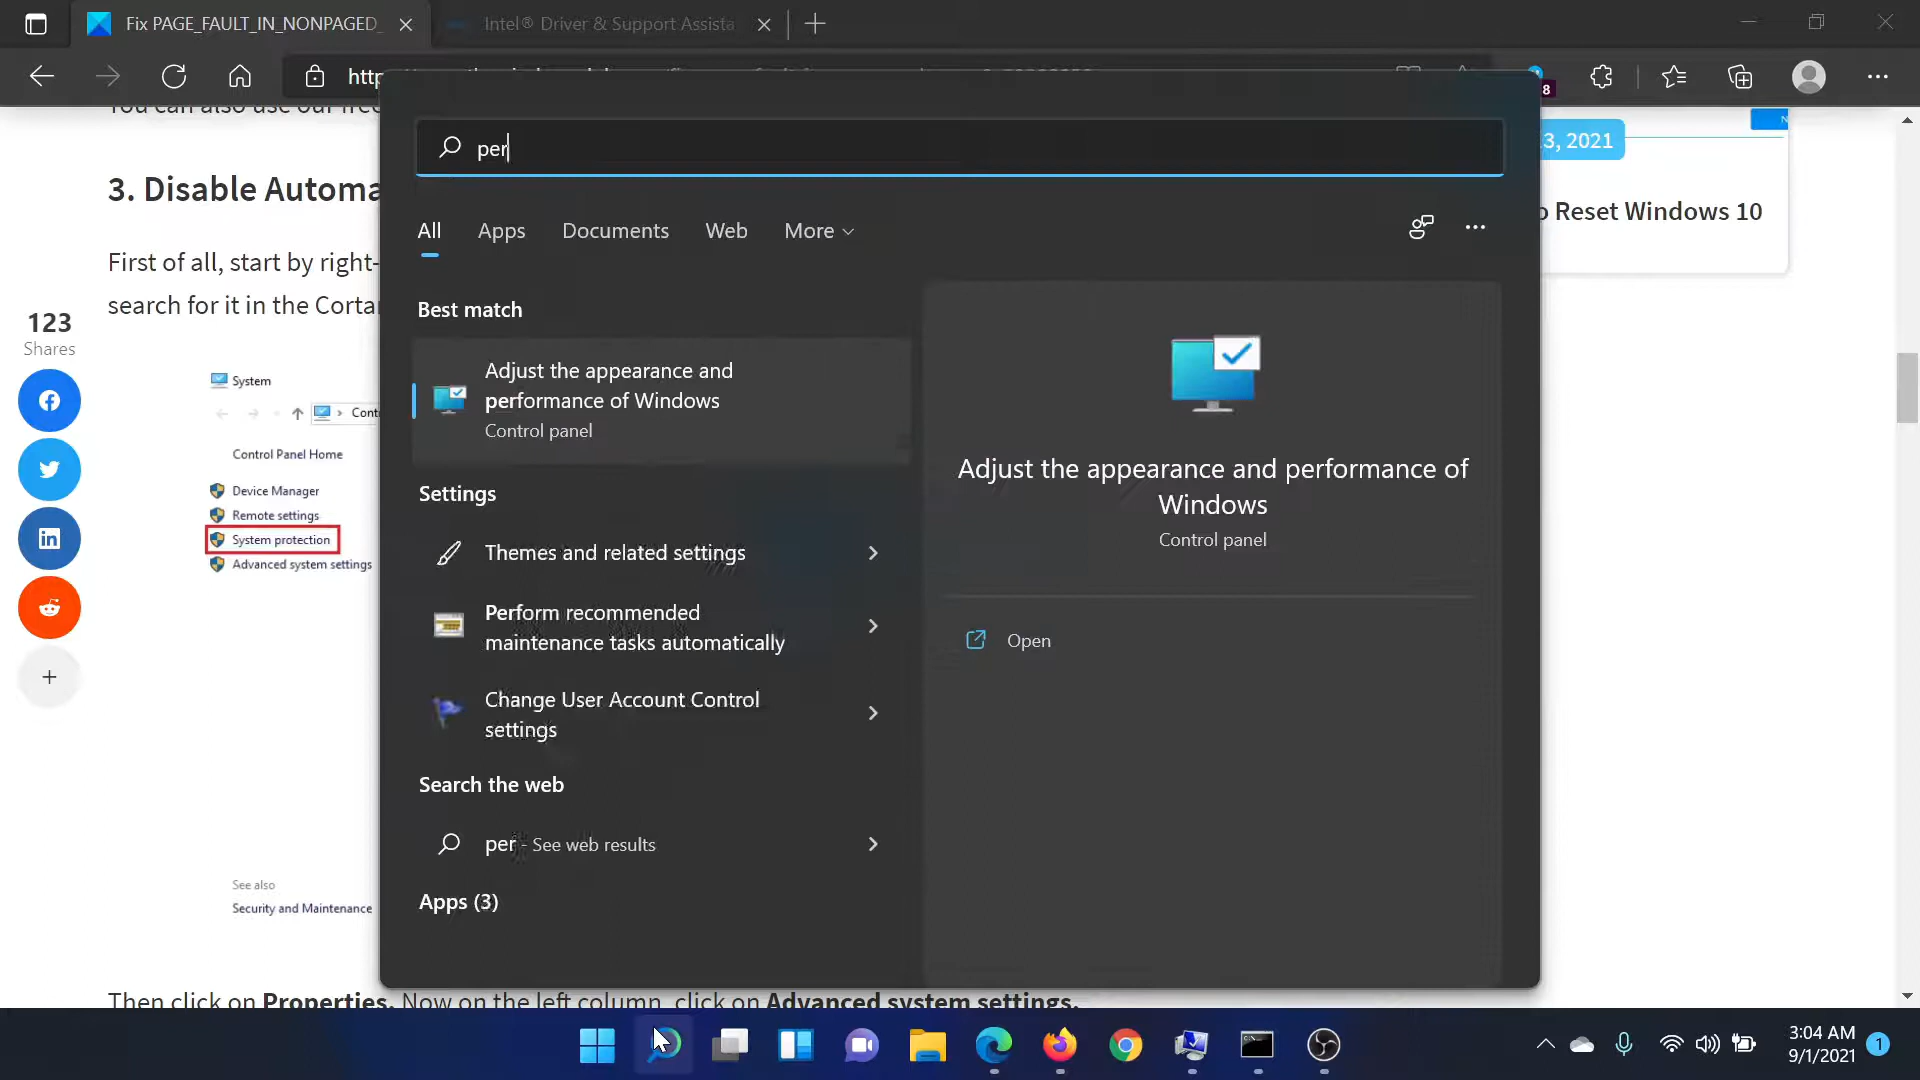 Fix PAGE_FAULT_IN_NONPAGED_
Intel® Driver & Support Assista
http
8
3. Disable Automa
First of all, start by right-
search for it in the Cortan
123
Shares
System
Cont
Control Panel Home
Device Manager
Remote settings
System protection
Advanced system settings
See also
Security and Maintenance
Then click on Properties. Now on the left column, click on Advanced system settings.
per
All
Apps
Documents
Web
More
Best match
Adjust the appearance and
performance of Windows
Control panel
Settings
Themes and related settings
Perform recommended
maintenance tasks automatically
Change User Account Control
settings
Search the web
per - See web results
Apps (3)
Adjust the appearance and performance of
Windows
Control panel
Open
3, 2021
o Reset Windows 10
3:04 AM
9/1/2021
1